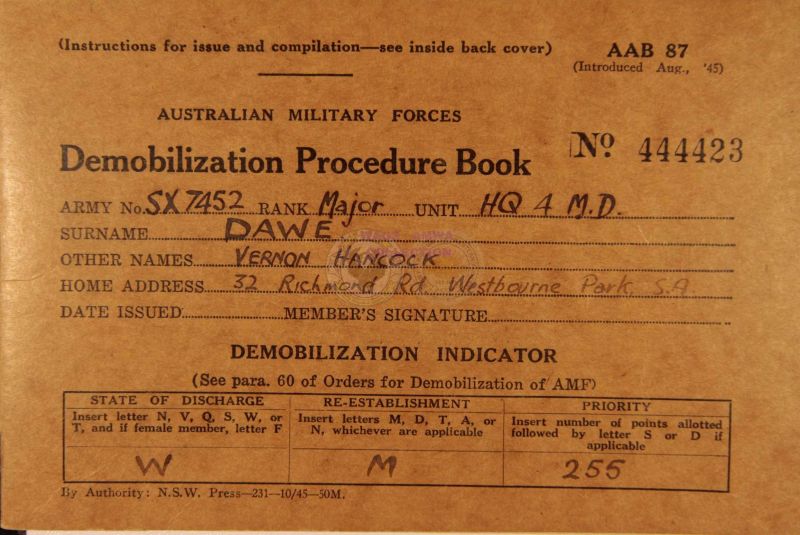 (Instructions for issue and compilation—see inside back cover)
AAB 87
(Introduced Aug., '45)
AUSTRALIAN MILITARY FORCES
Demobilization Procedure Book
No 444423
ARMY No. SX7452 RANK Major UNIT HQ 4 M.D.
SURNAME DAWE
OTHER NAMES VERNON HANCOCK
HOME ADDRESS 32 Richmond Rd. Westbourne Park, S.A.
DATE ISSUED MEMBER'S SIGNATURE
DEMOBILIZATION INDICATOR
(See para. 60 of Orders for Demobilization of AMF)
STATE OF DISCHARGE
Insert letter N, V, Q, S, W, or
T, and if female member, letter F
W
RE-ESTABLISHMENT
Insert letters M, D, T, A, or
N, whichever are applicable
M
PRIORITY
Insert number of points allotted
followed by letter S or D if
applicable
255
By Authority: N.S.W. Press—231—10/45—50M.